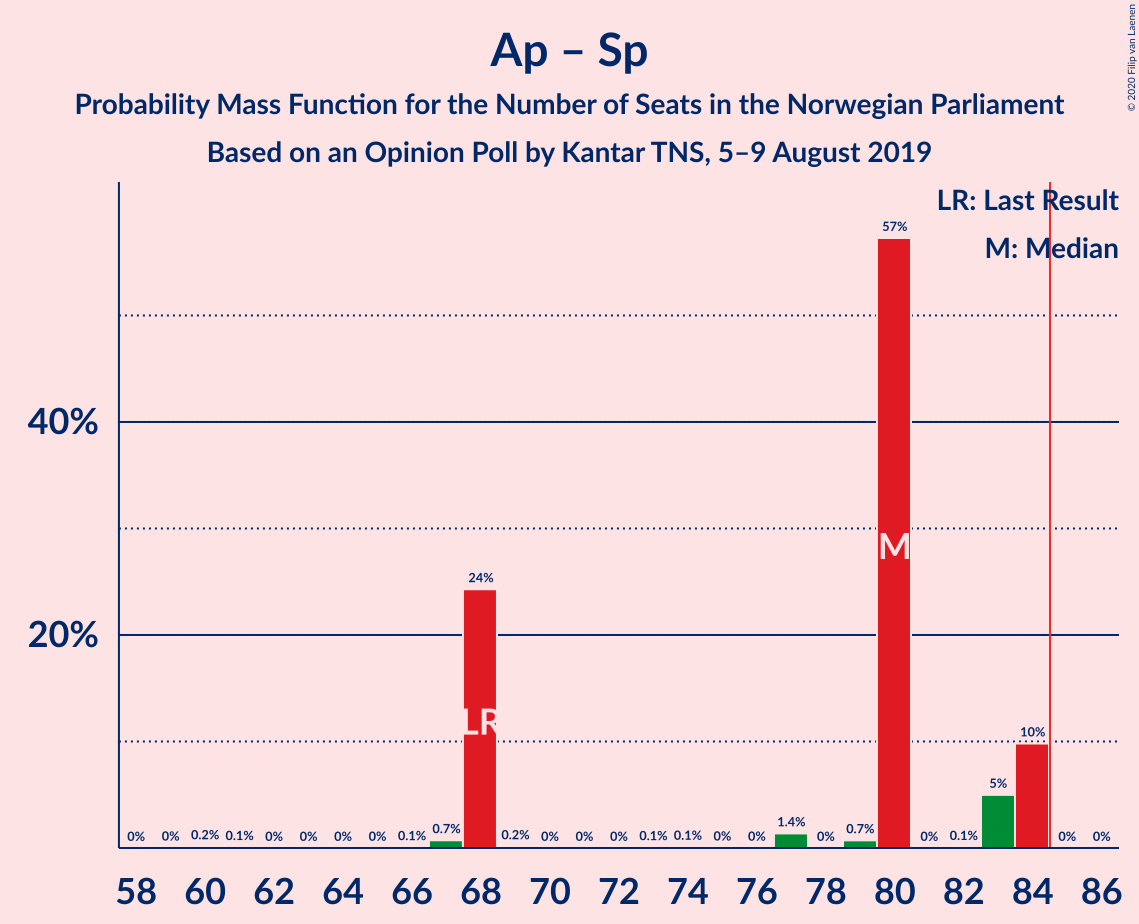 © 2020 Filip van Laenen
Ap – Sp
Probability Mass Function for the Number of Seats in the Norwegian Parliament
Based on an Opinion Poll by Kantar TNS, 5–9 August 2019
LR: Last Result
M: Median
57%
40%
M
24%
20%
LR
10%
5%
0% 0% 0.2% 0.1% 0% 0% 0% 0% 0.1% 0.7% 0.2% 0% 0% 0% 0.1% 0.1% 0% 0% 1.4% 0% 0.7% 0% 0.1% 0% 0%
58 60 62 64 66 68 70 72 74 76 78 80 82 84 86